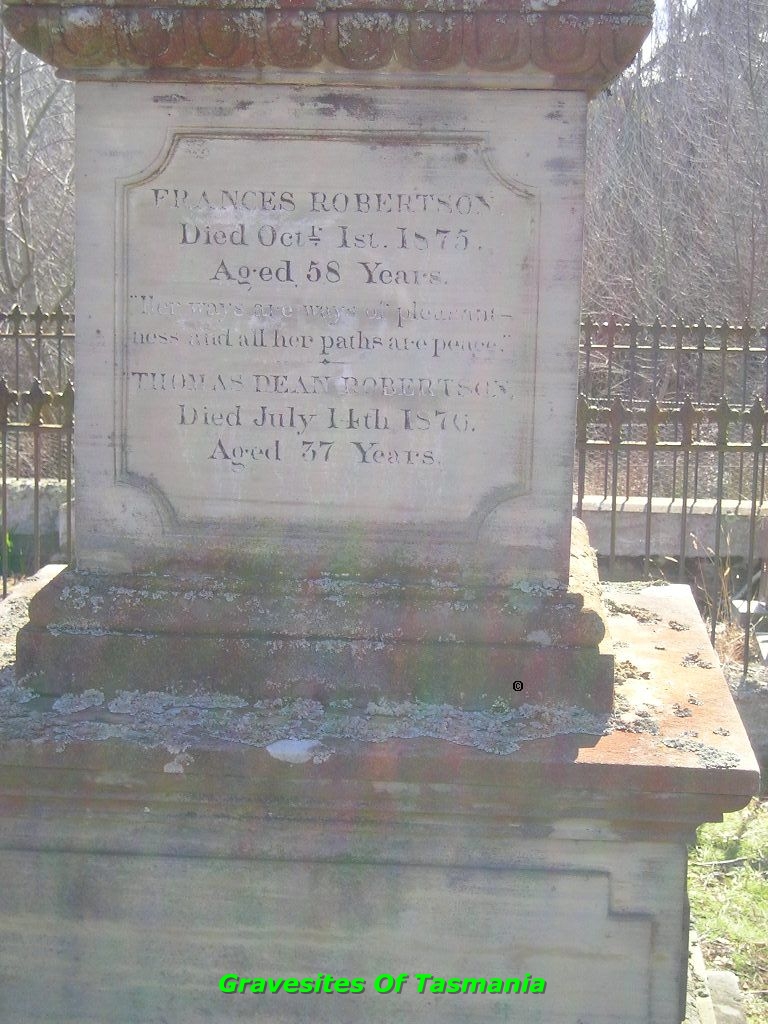 FRANCES ROBERTSON
Died Octr. 1st. 1875.
Aged 58 Years.
"Her ways are ways of pleasant-
ness and all her paths are peace."
THOMAS DEAN ROBERTSON,
Died July 14th 1876.
Aged 37 Years.
©
Gravesites Of Tasmania